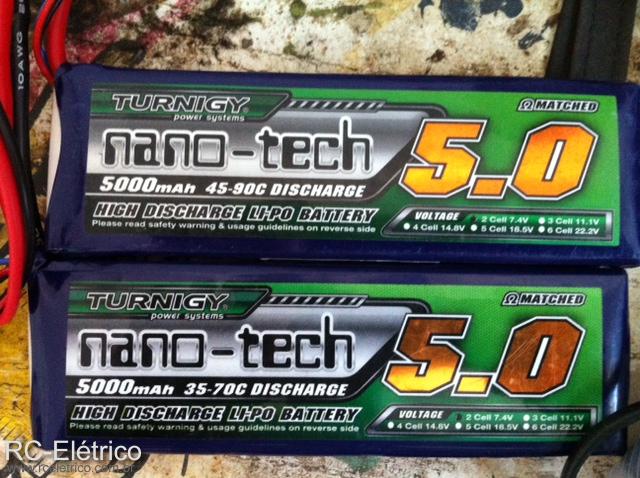 10AWG
TURNIGY
power systems
Ω MATCHED
nano-tech
5.0
5000mAh 45-90C DISCHARGE
HIGH DISCHARGE LI-PO BATTERY
Please read safety warning & usage guidelines on reverse side
VOLTAGE 2 Cell 7.4V 3 Cell 11.1V
4 Cell 14.8V 5 Cell 18.5V 6 Cell 22.2V
TURNIGY
power systems
Ω MATCHED
nano-tech
5.0
5000mAh 35-70C DISCHARGE
HIGH DISCHARGE LI-PO BATTERY
Please read safety warning & usage guidelines on reverse side
VOLTAGE 2 Cell 7.4V 3 Cell 11.1V
4 Cell 14.8V 5 Cell 18.5V 6 Cell 22.2V
RC Elétrico
www.rceletrico.com.br